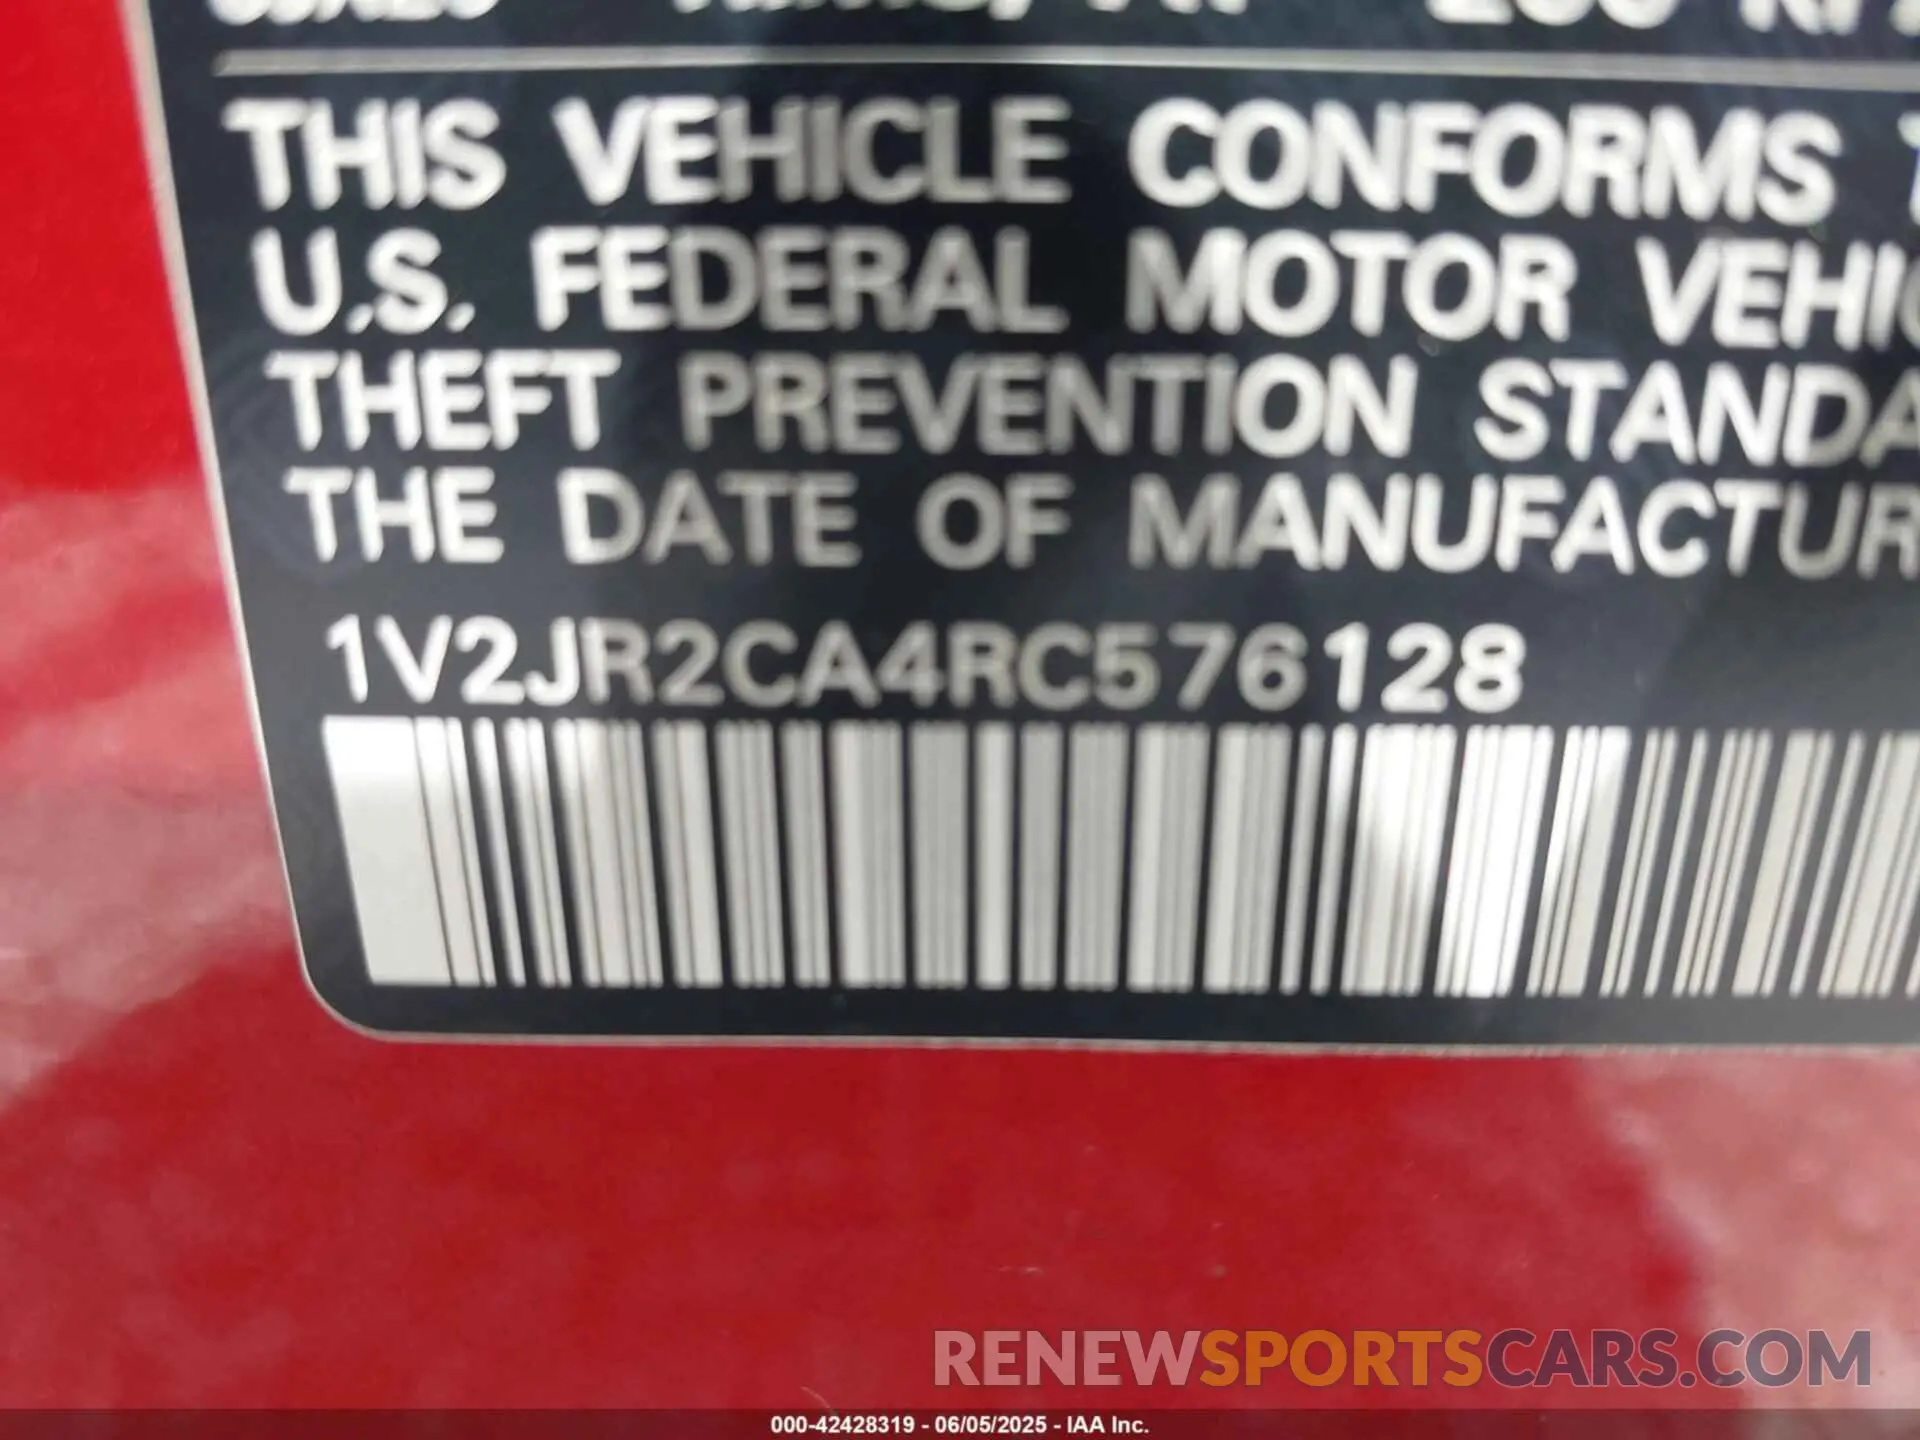 THIS VEHICLE CONFORMS T
U.S. FEDERAL MOTOR VEHIC
THEFT PREVENTION STANDA
THE DATE OF MANUFACTUR
1V2JR2CA4RC576128
RENEWSPORTSCARS.COM
000-42428319 - 06/05/2025 - IAA Inc.